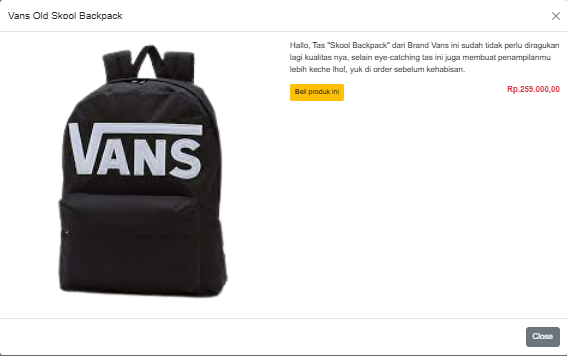 Vans Old Skool Backpack
Hallo, Tas "Skool Backpack" dari Brand Vans ini sudah tidak perlu diragukan
lagi kualitas nya, selain eye-catching tas ini juga membuat penampilanmu
lebih keche lho!, yuk di order sebelum kehabisan.
Beli produk ini
Rp.259.000,00
VANS
Close